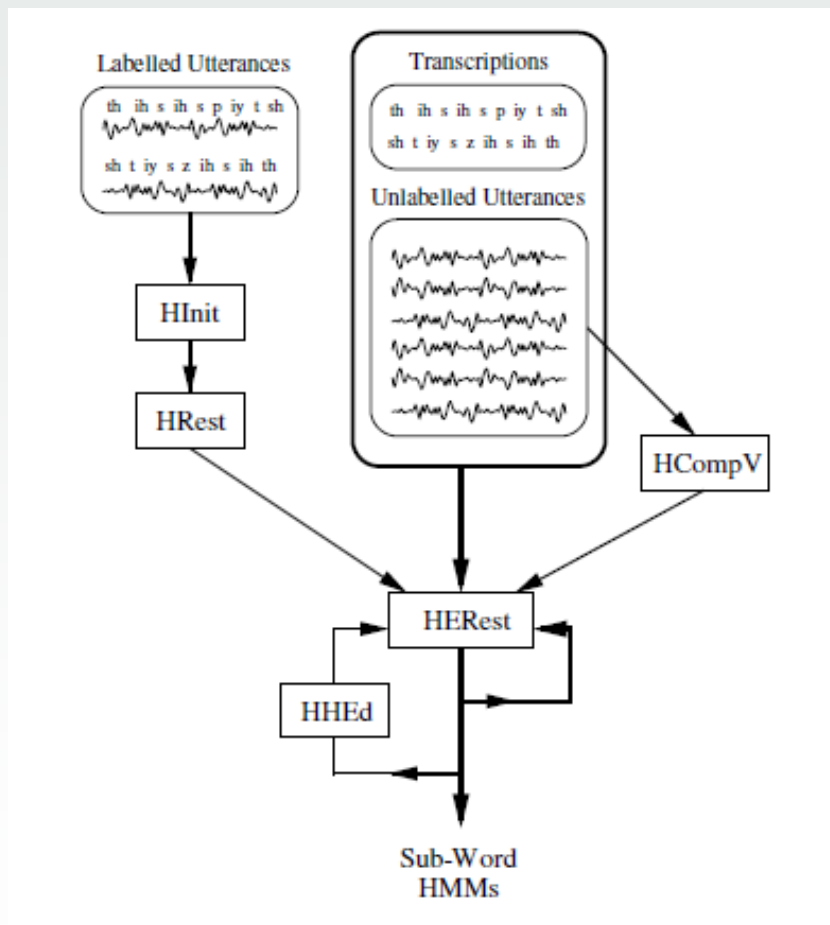 Labelled Utterances
th ih s ih s p iy t sh
sh t iy s z ih s ih th
HInit
HRest
Transcriptions
th ih s ih s p iy t sh
sh t iy s z ih s ih th
Unlabelled Utterances
HCompV
HERest
HHEd
Sub-Word
HMMs